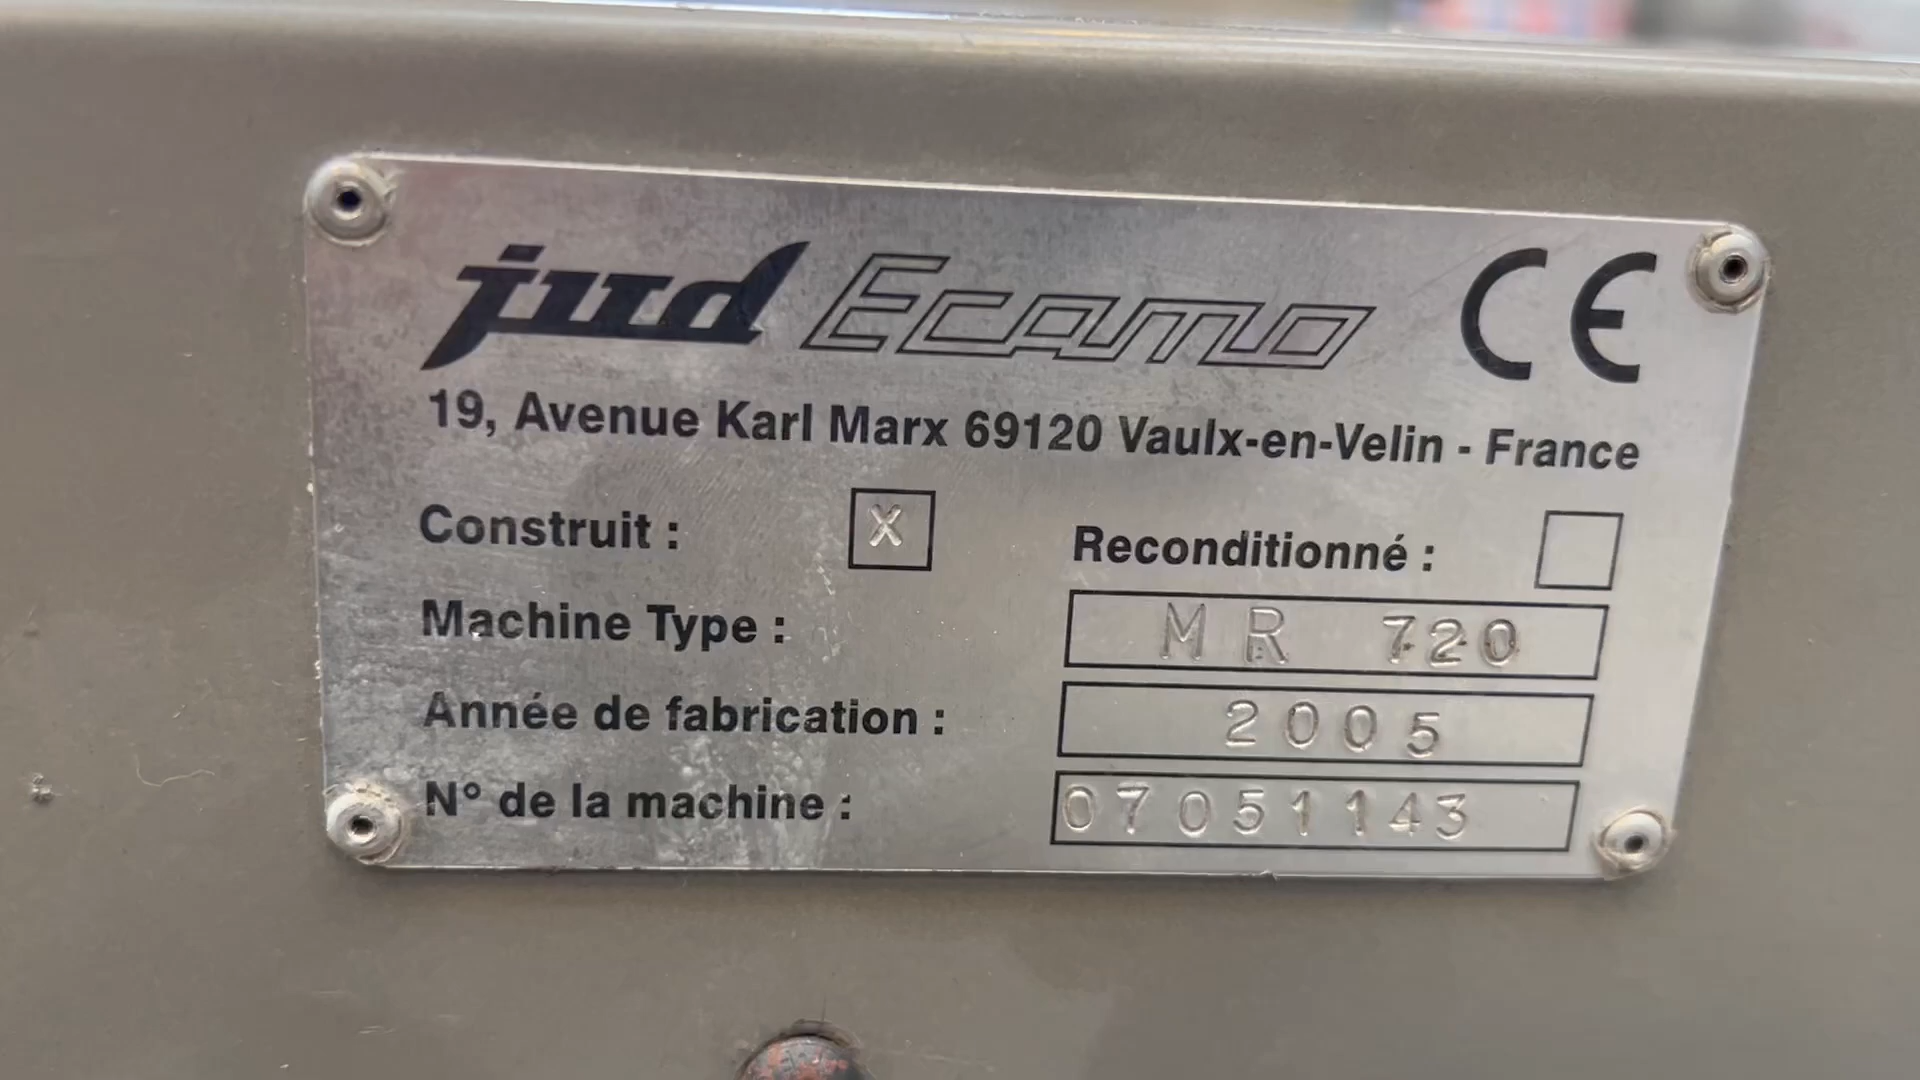 jud Ecamo CE
19, Avenue Karl Marx 69120 Vaulx-en-Velin - France
Construit : X Reconditionné :
Machine Type : MR 720
Année de fabrication : 2005
N° de la machine : 07051143